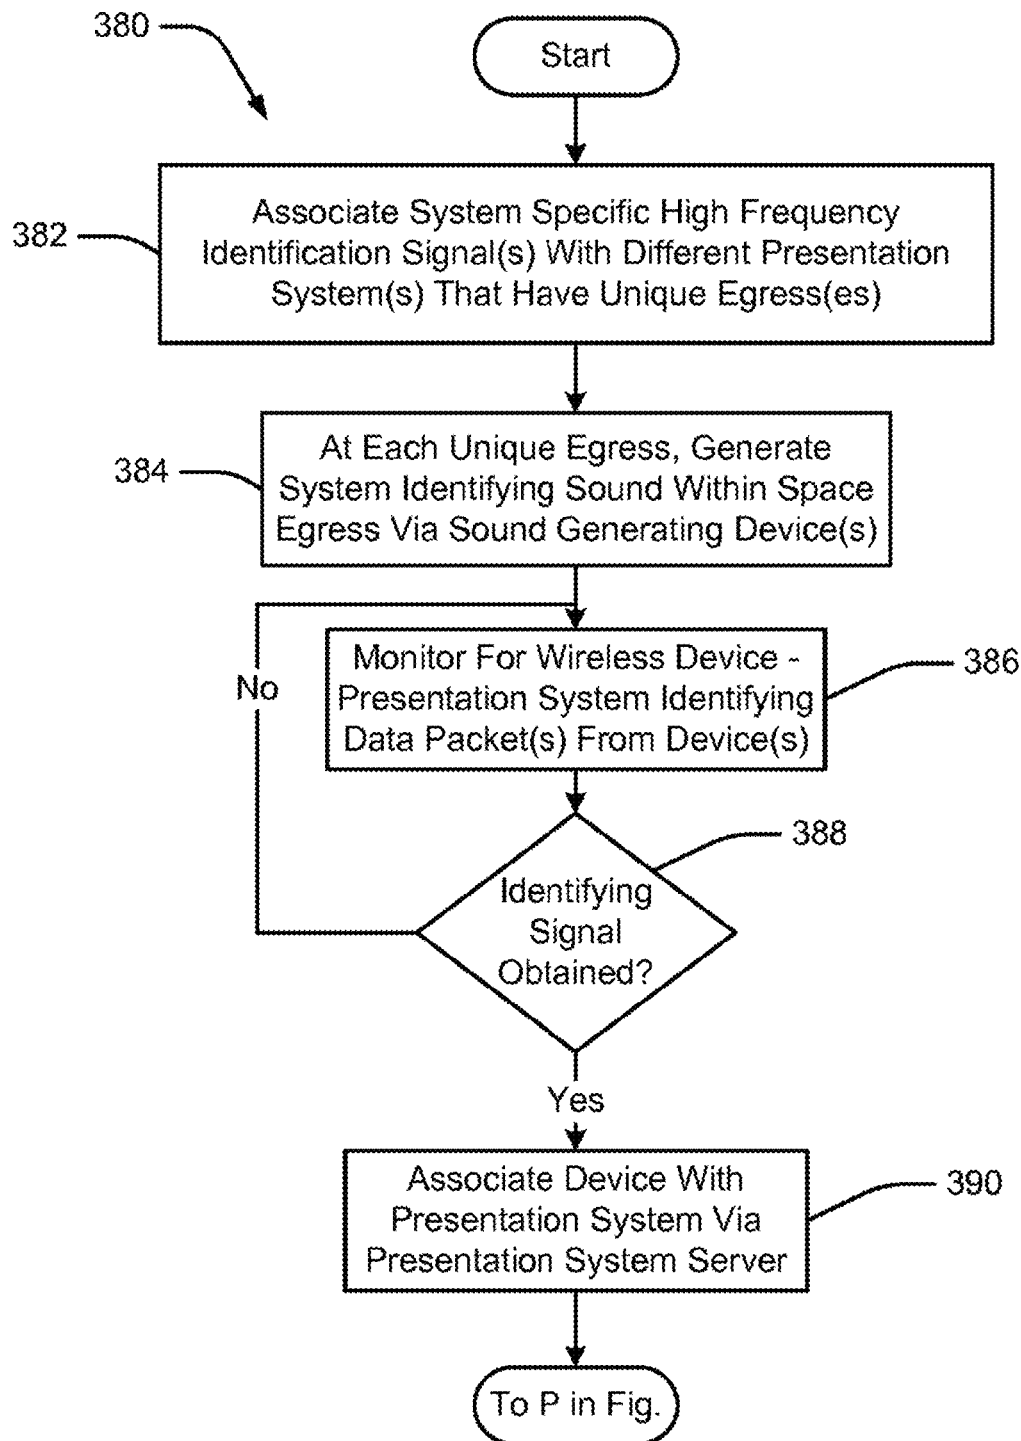 380
Start
382
Associate System Specific High Frequency
Identification Signal(s) With Different Presentation
System(s) That Have Unique Egress(es)
384
At Each Unique Egress, Generate
System Identifying Sound Within Space
Egress Via Sound Generating Device(s)
No
Monitor For Wireless Device -
Presentation System Identifying
Data Packet(s) From Device(s)
386
388
Identifying
Signal
Obtained?
Yes
Associate Device With
Presentation System Via
Presentation System Server
390
To P in Fig.